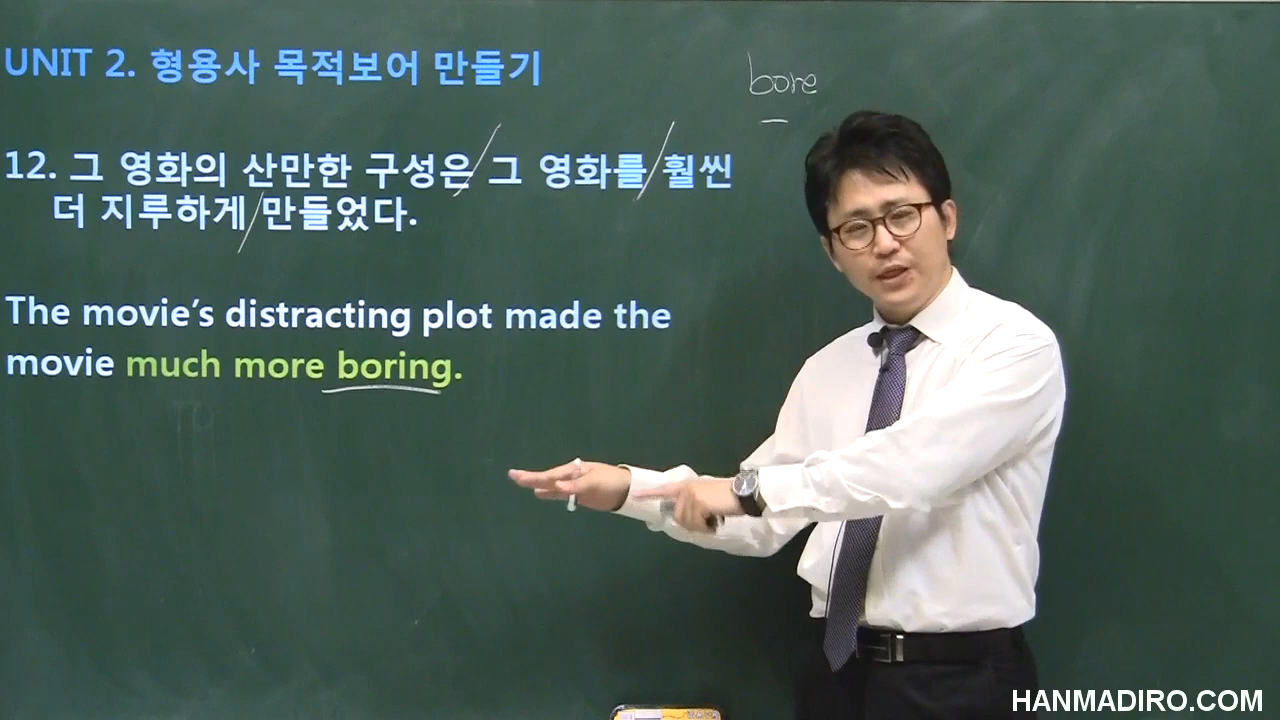 UNIT 2. 형용사 목적보어 만들기
bore
12. 그 영화의 산만한 구성은 그 영화를 훨씬
더 지루하게 만들었다.
The movie's distracting plot made the
movie much more boring.
HANMADIRO.COM